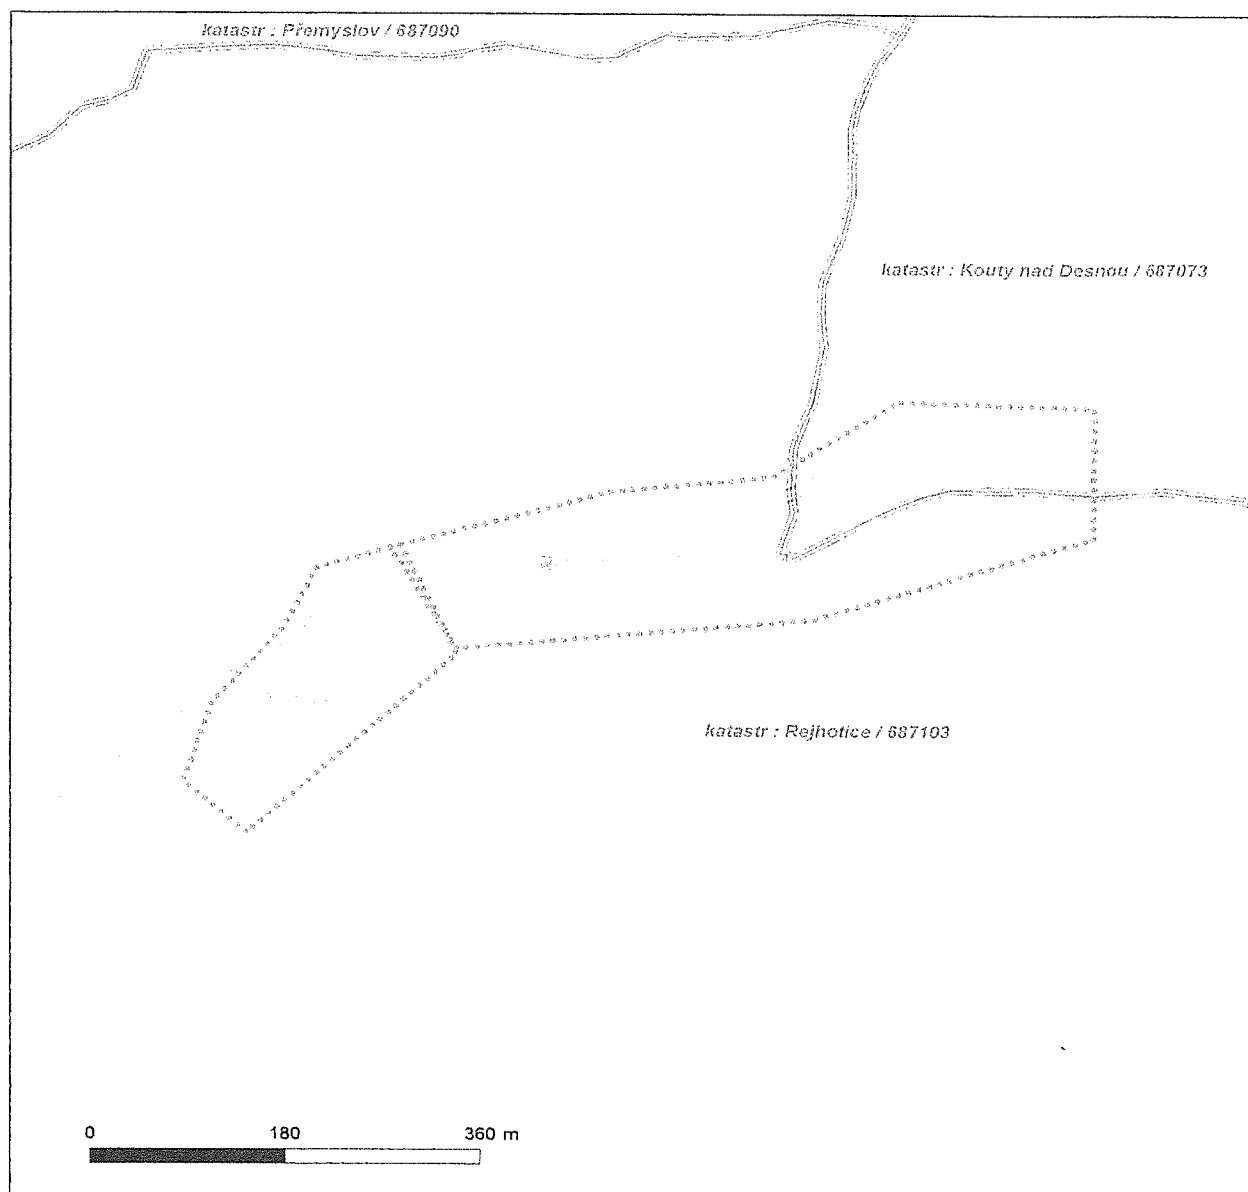 katastr : Přemyslov / 687090
katastr : Kouty nad Desnou / 687073
katastr : Rejhotice / 687103
0 180 360 m